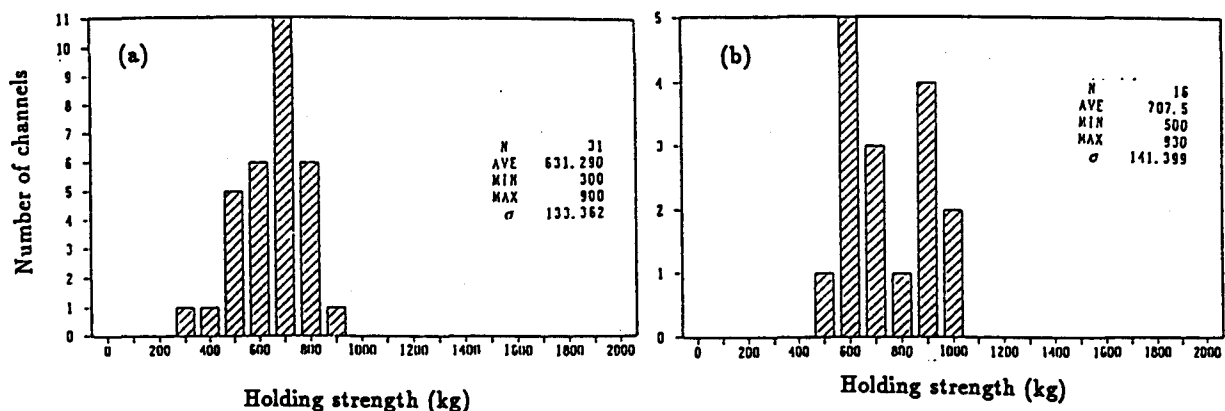 (a)
Number of channels
11
10
9
8
7
6
5
4
3
2
1
0
N 31
AVE 631.290
MIN 300
MAX 900
σ 133.362
0 200 400 600 800 1000 1200 1400 1600 1800 2000
Holding strength (kg)
(b)
5
4
3
2
1
0
N 16
AVE 707.5
MIN 500
MAX 930
σ 141.399
0 200 400 600 800 1000 1200 1400 1600 1800 2000
Holding strength (kg)